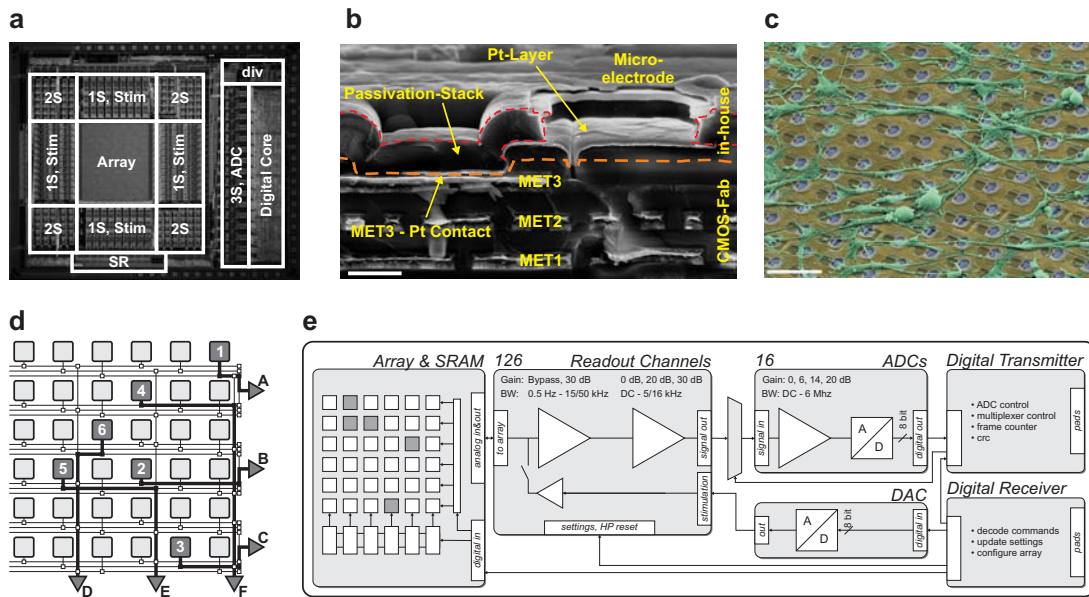 a
div
2S
1S, Stim
2S
1S, Stim
Array
1S, Stim
3S, ADC
Digital Core
2S
1S, Stim
2S
SR
b
Pt-Layer
Micro-
electrode
Passivation-Stack
in-house
MET3
MET2
MET3 - Pt Contact
MET1
CMOS-Fab
c
d
1
A
4
6
5
2
B
3
C
D
E
F
e
Array & SRAM
analog in&out
digital in
126
Readout Channels
Gain: Bypass, 30 dB
0 dB, 20 dB, 30 dB
BW: 0.5 Hz - 15/50 kHz
DC - 5/16 kHz
to array
signal out
stimulation
settings, HP reset
16
ADCs
Gain: 0, 6, 14, 20 dB
BW: DC - 6 Mhz
signal in
A
D
8 bit
digital out
DAC
out
A
D
8 bit
digital in
Digital Transmitter
• ADC control
• multiplexer control
• frame counter
• crc
pads
Digital Receiver
• decode commands
• update settings
• configure array
pads